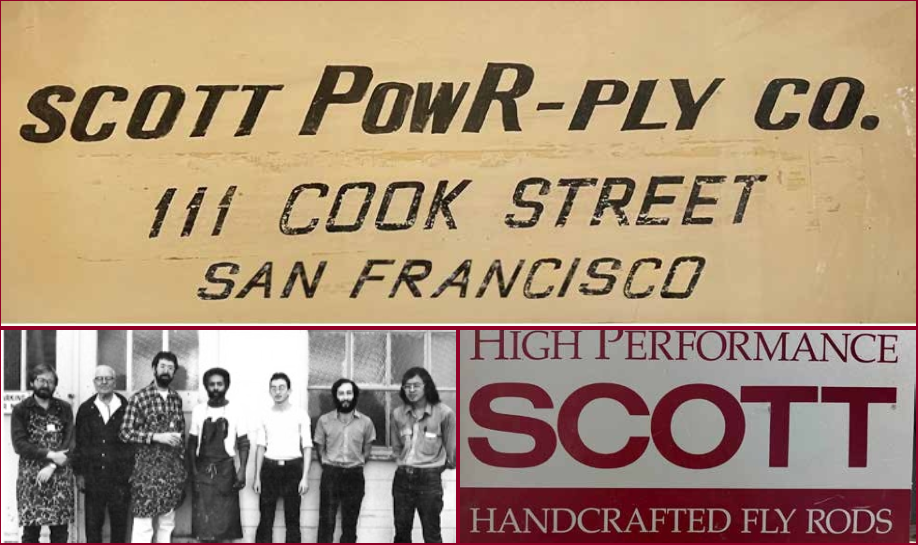 SCOTT POWR-PLY CO.
111 COOK STREET
SAN FRANCISCO
HIGH PERFORMANCE
SCOTT
HANDCRAFTED FLY RODS